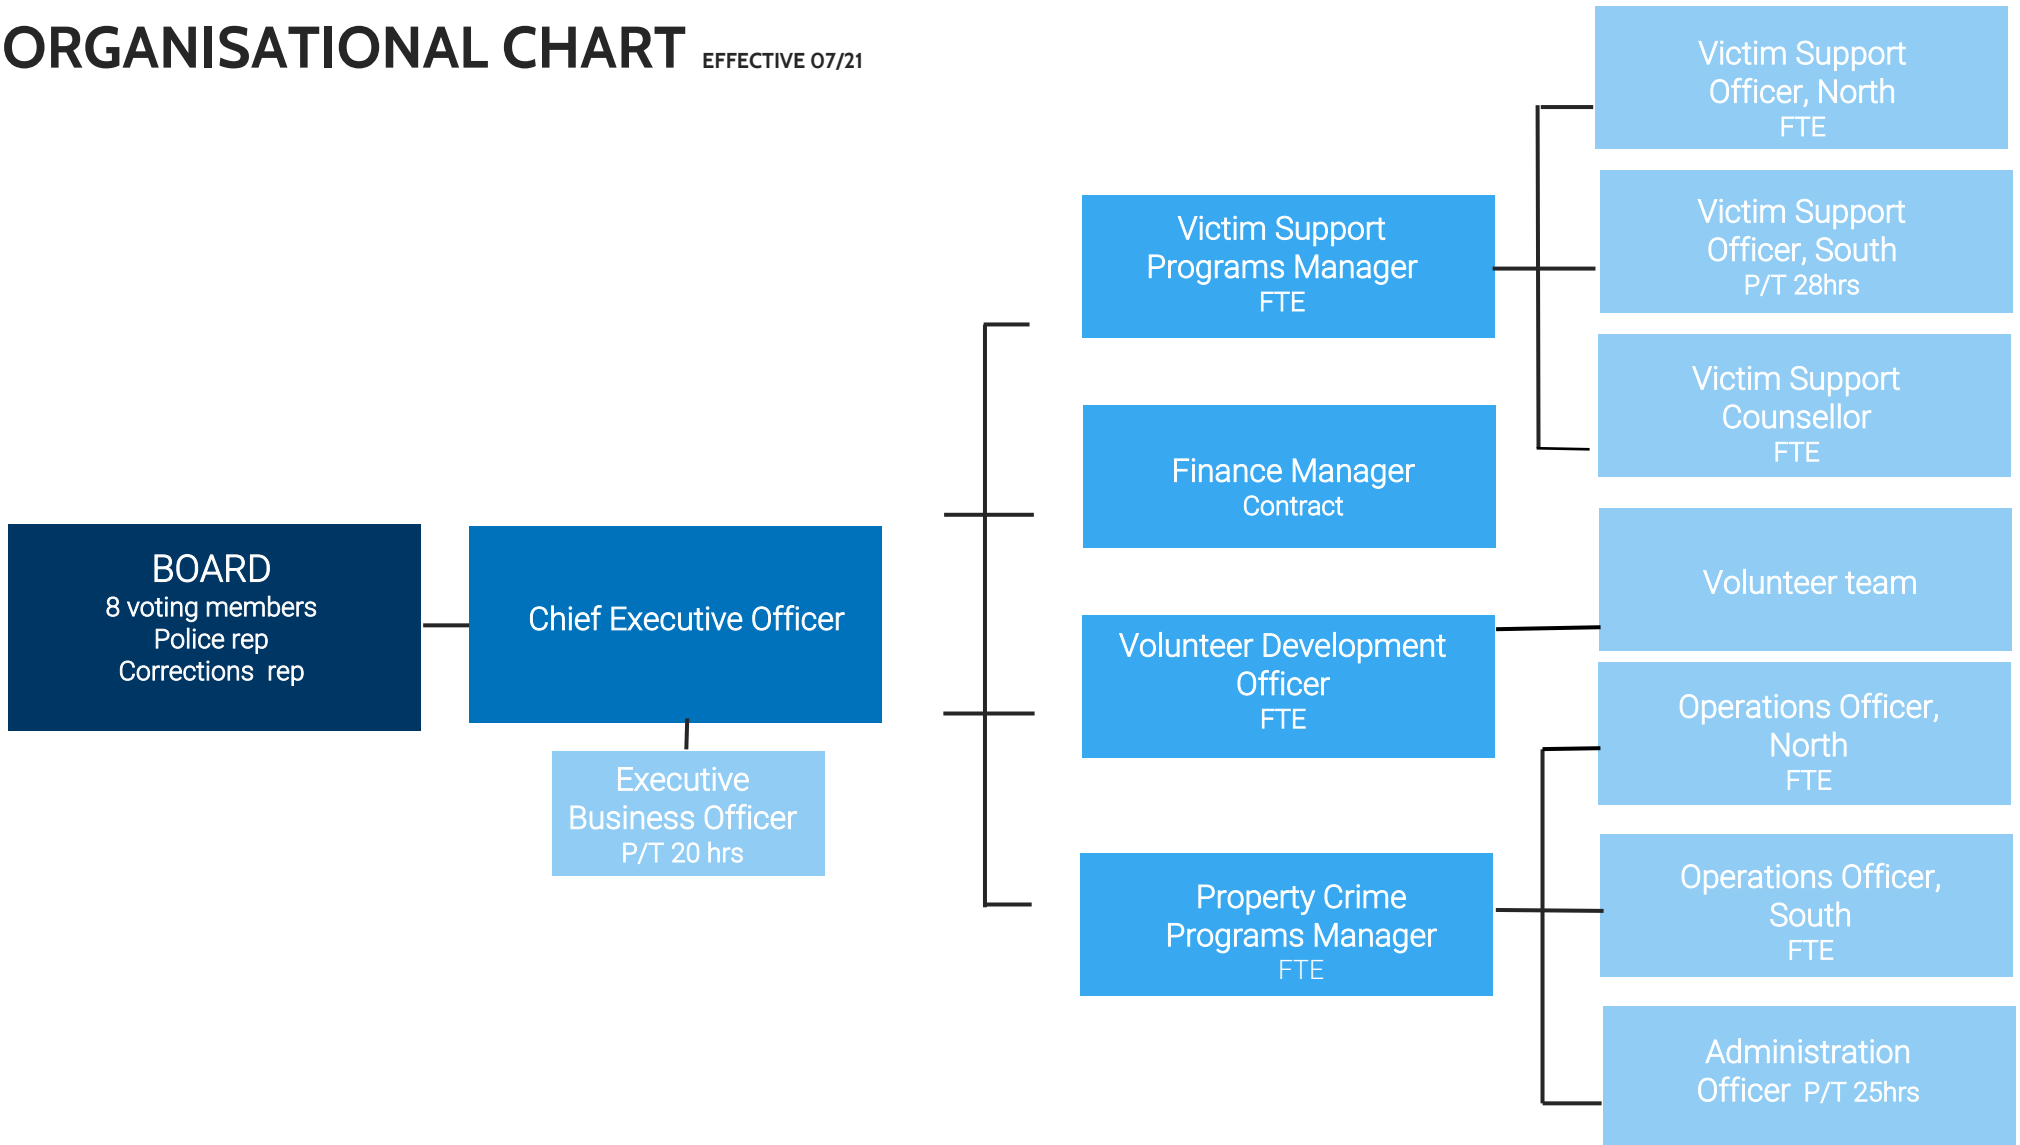 ORGANISATIONAL CHART EFFECTIVE 07/21
BOARD
8 voting members
Police rep
Corrections rep
Chief Executive Officer
Executive
Business Officer
P/T 20 hrs
Victim Support
Programs Manager
FTE
Finance Manager
Contract
Volunteer Development
Officer
FTE
Property Crime
Programs Manager
FTE
Victim Support
Officer, North
FTE
Victim Support
Officer, South
P/T 28hrs
Victim Support
Counsellor
FTE
Volunteer team
Operations Officer,
North
FTE
Operations Officer,
South
FTE
Administration
Officer P/T 25hrs